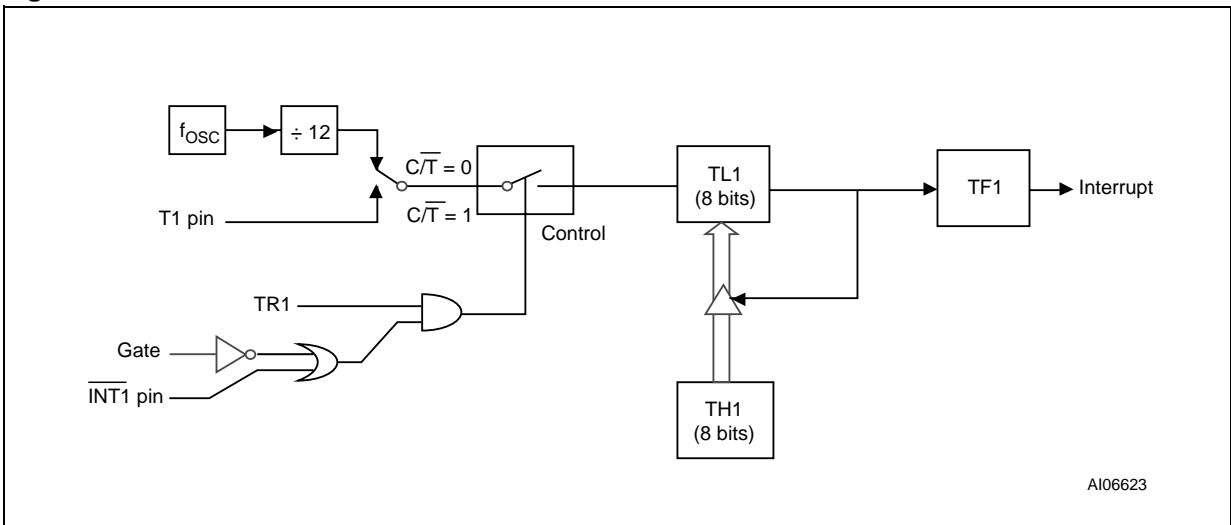 fOSC
÷ 12
C/T̅ = 0
T1 pin
C/T̅ = 1
Control
TL1
(8 bits)
TF1
Interrupt
TR1
Gate
I̅N̅T̅1̅ pin
TH1
(8 bits)
AI06623